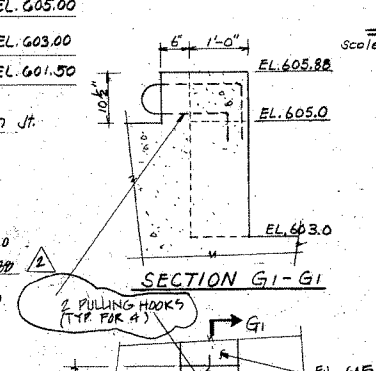 EL. 605.00
EL. 603.00
EL. 601.50
6" 1'-0"
scale
10½"
EL. 605.88
EL. 605.0
EL. 603.0
Jt.
2
SECTION G1-G1
2 PULLING HOOKS
(TYP. FOR 4)
G1